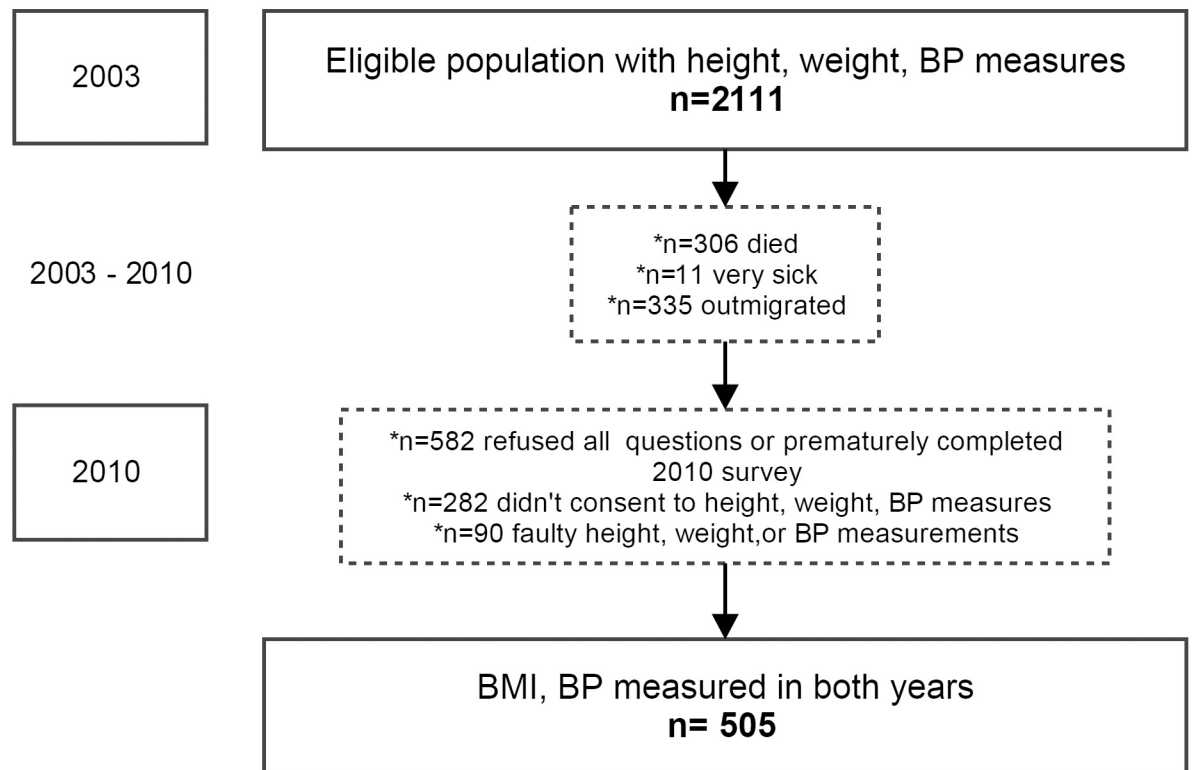 2003
Eligible population with height, weight, BP measures
n=2111
2003 - 2010
*n=306 died
*n=11 very sick
*n=335 outmigrated
2010
*n=582 refused all  questions or prematurely completed
2010 survey
*n=282 didn't consent to height, weight, BP measures
*n=90 faulty height, weight,or BP measurements
BMI, BP measured in both years
n= 505